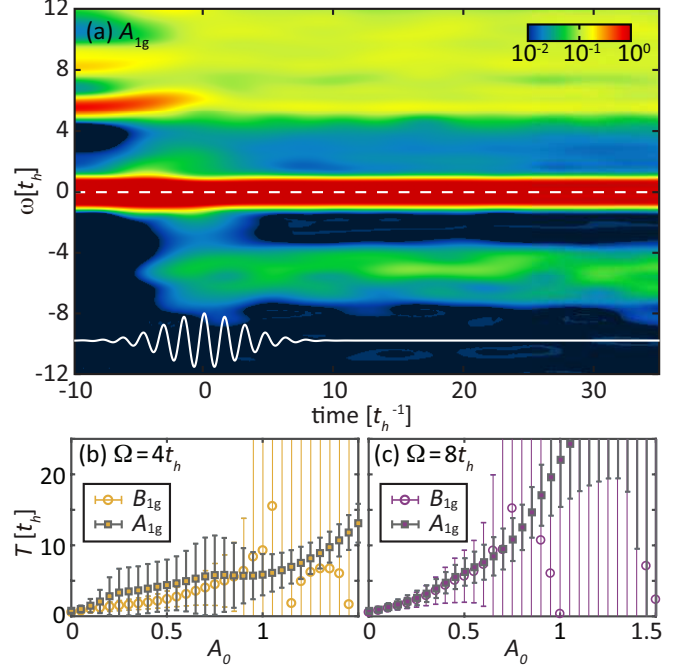 12
(a) A1g
10-2 10-1 100
8
4
0
-4
-8
-12
ω[th]
-10 0 10 20 30
time [th-1]
(b) Ω=4th
(c) Ω=8th
B1g
A1g
B1g
A1g
20
10
0
T [th]
0 0.5 1
0 0.5 1 1.5
A0
A0